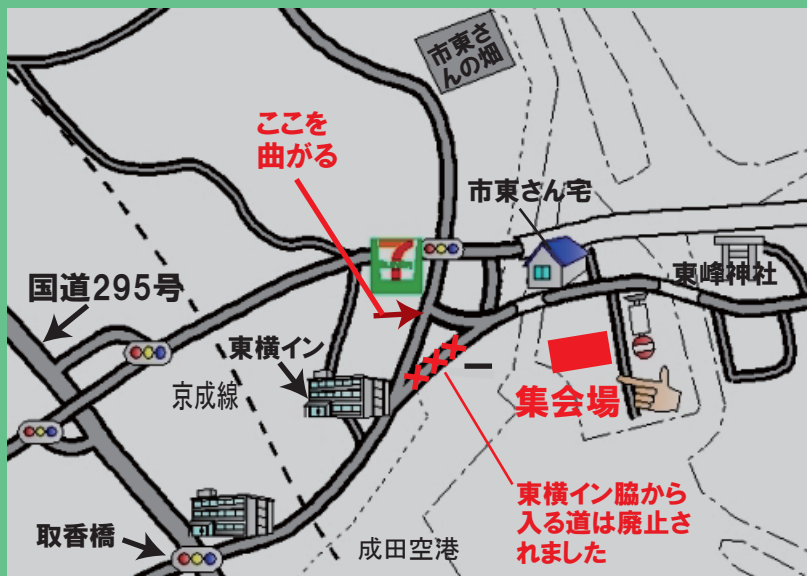 市東さ
んの畑
ここを
曲がる
市東さん宅
東峰神社
国道295号
東横イン
京成線
集会場
東横イン脇から
入る道は廃止さ
れました
取香橋
成田空港